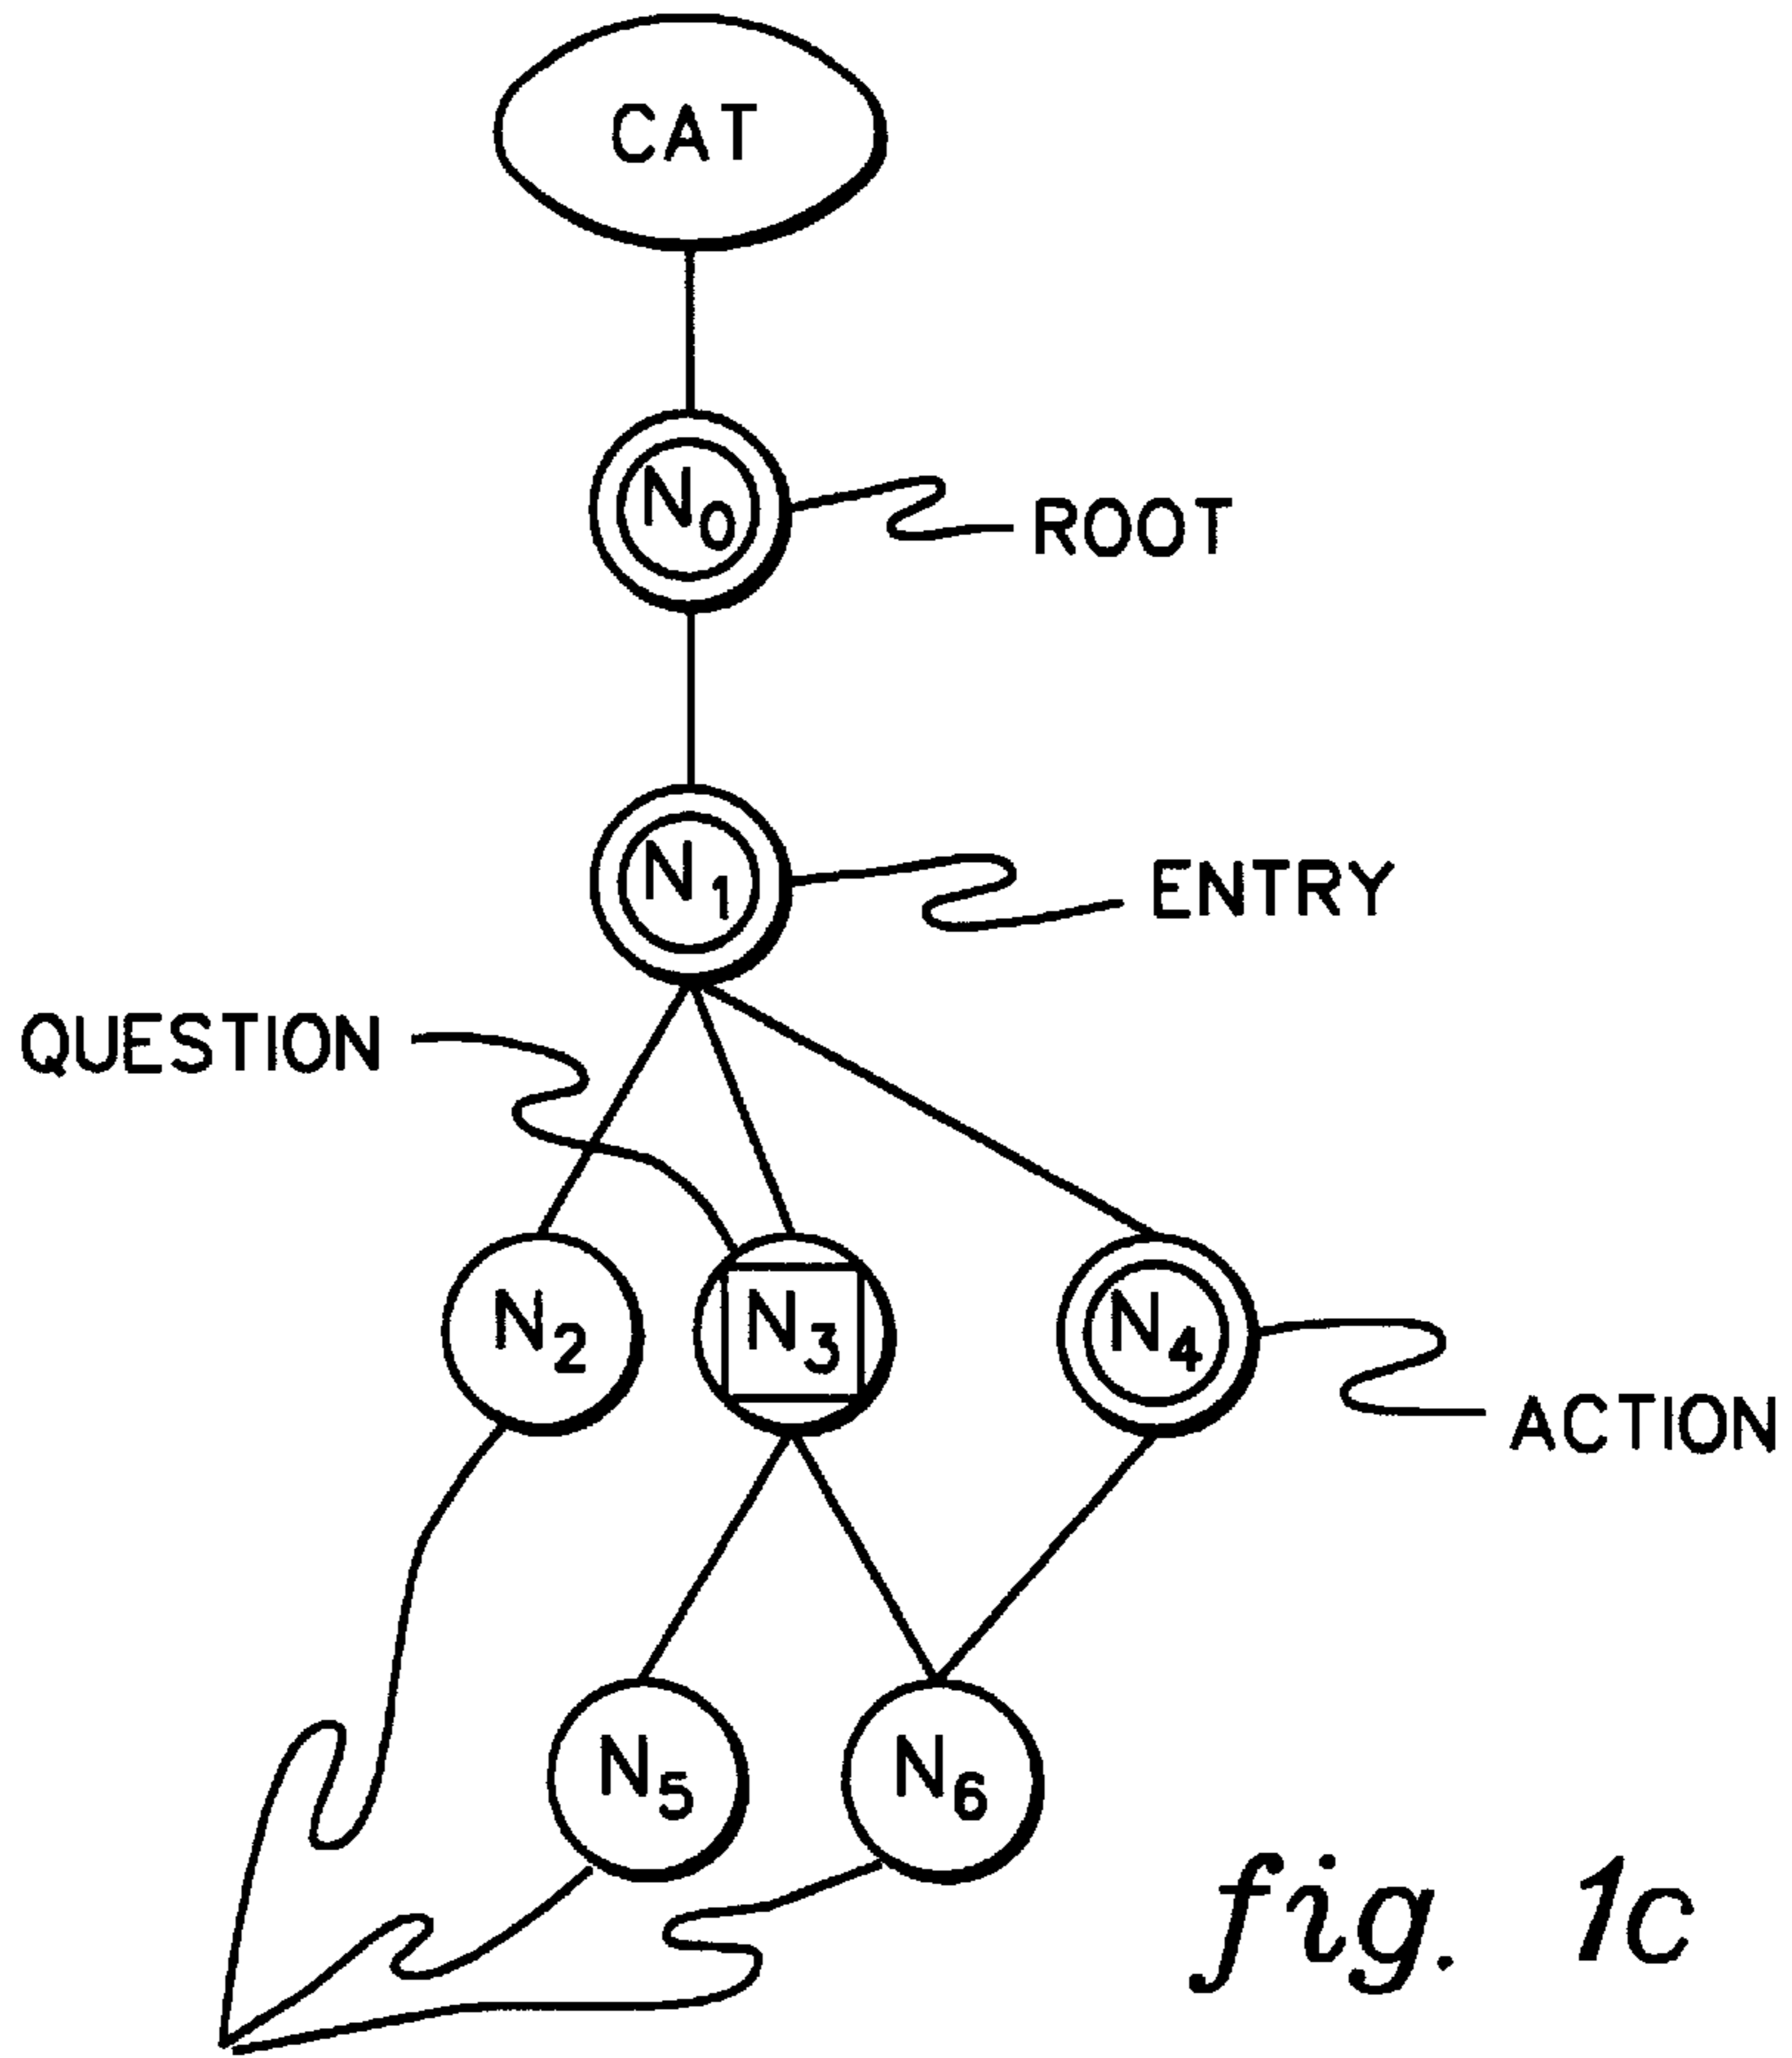 CAT
N0
ROOT
N1
ENTRY
QUESTION
N2
N3
N4
ACTION
N5
N6
fig. 1c